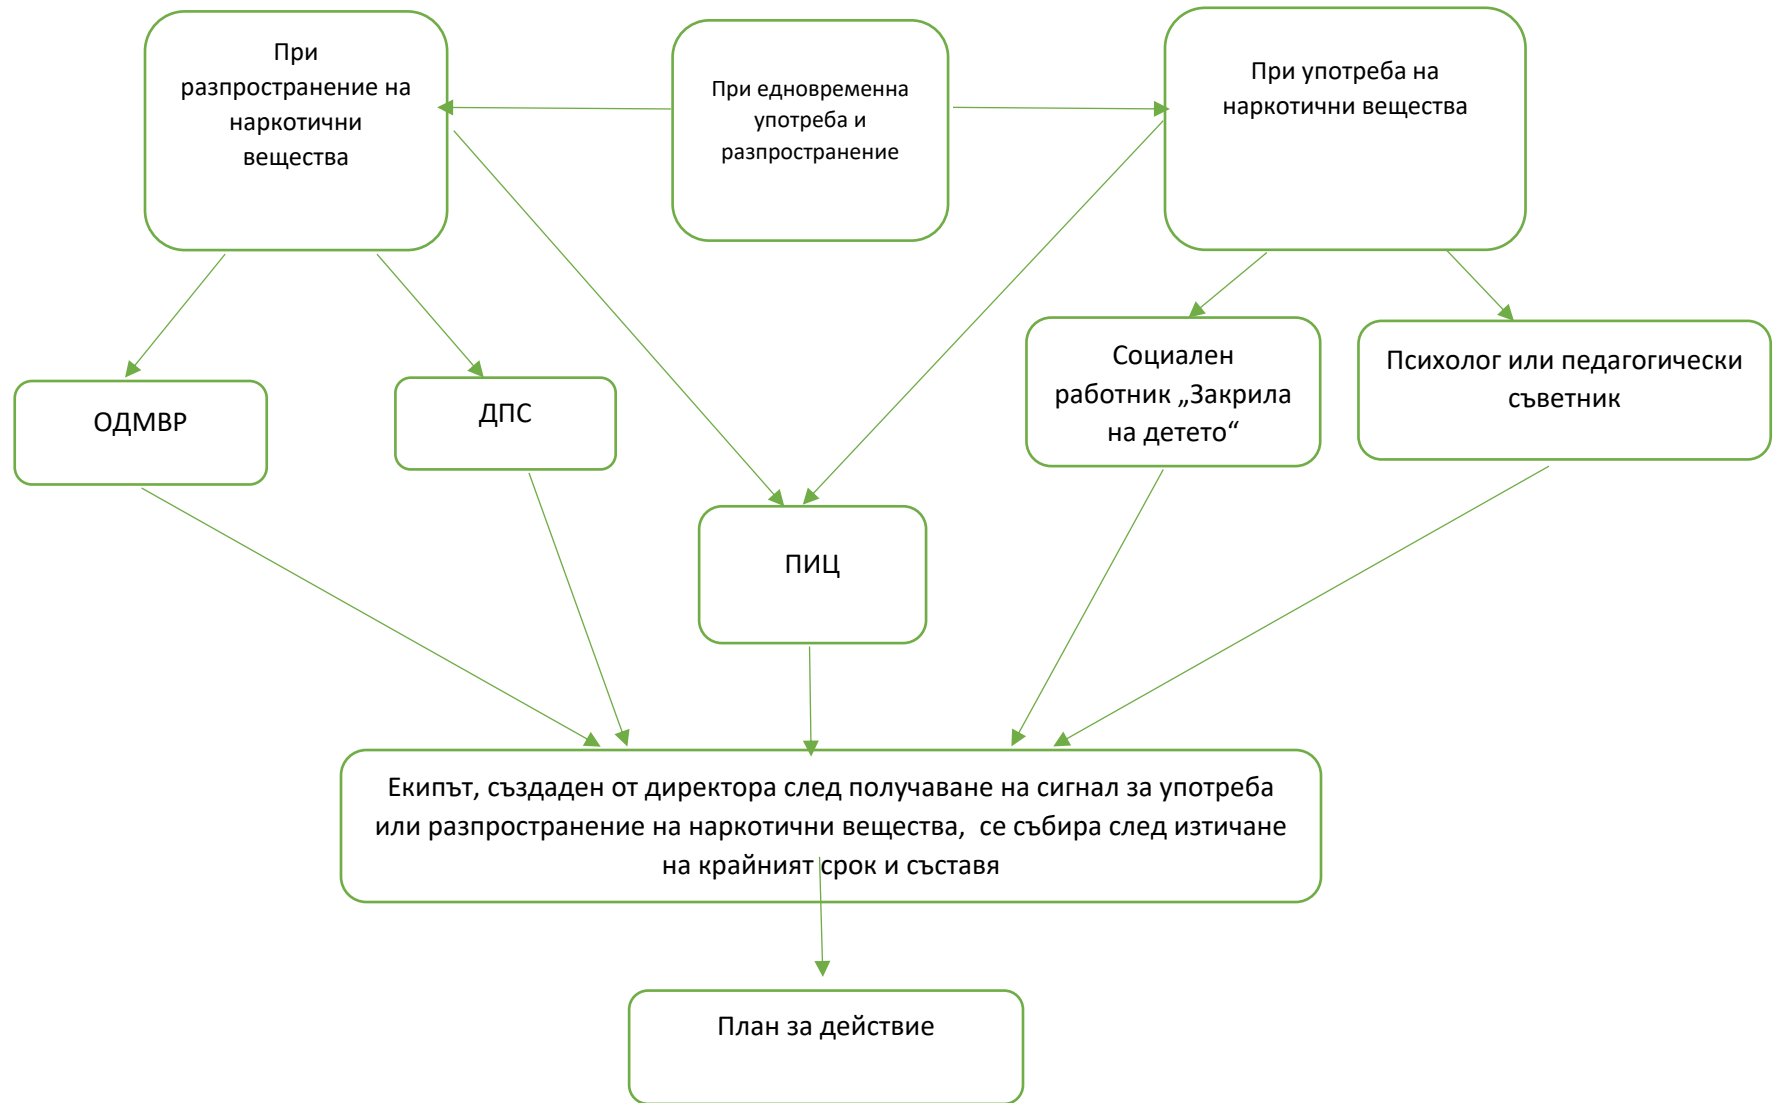 При
разпространение на
наркотични
вещества
При едновременна
употреба и
разпространение
При употреба на
наркотични вещества
ОДМВР
ДПС
Социален
работник „Закрила
на детето“
Психолог или педагогически
съветник
ПИЦ
Екипът, създаден от директора след получаване на сигнал за употреба
или разпространение на наркотични вещества, се събира след изтичане
на крайният срок и съставя
План за действие